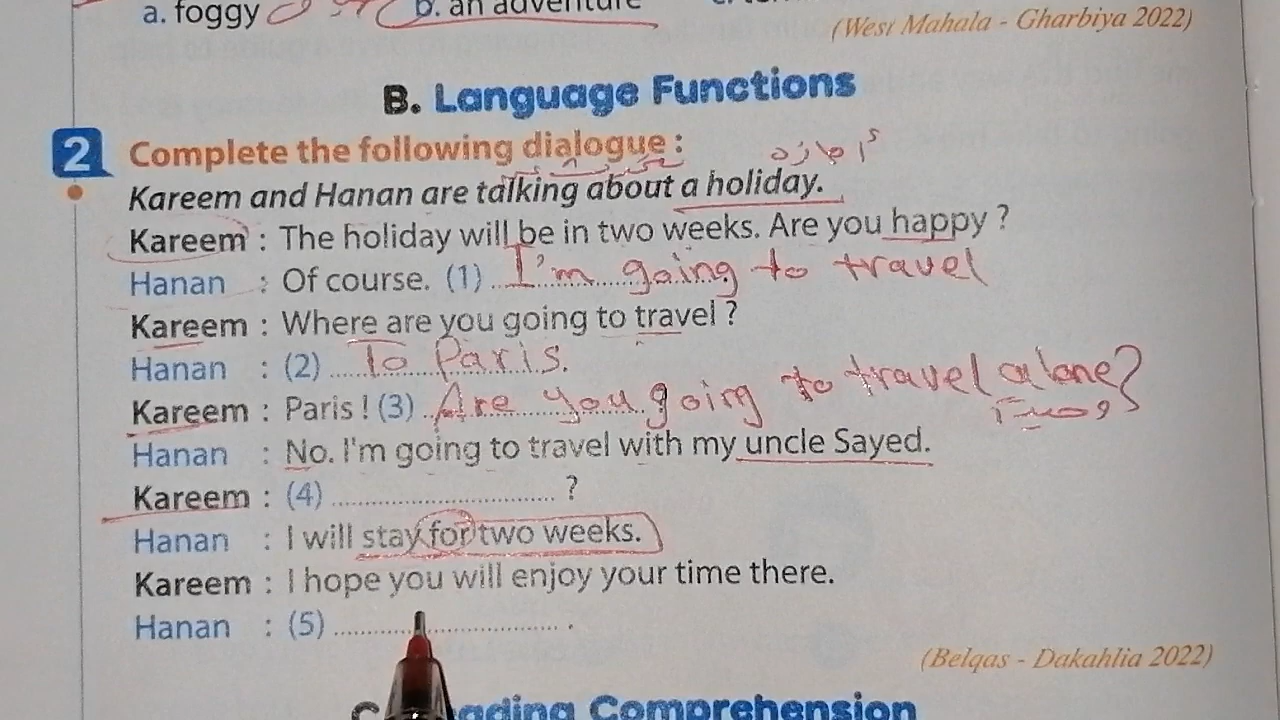 a. foggy b. an adventure
(West Mahala - Gharbiya 2022)
B. Language Functions
2 Complete the following dialogue :
أجازه
Kareem and Hanan are talking about a holiday.
Kareem : The holiday will be in two weeks. Are you happy ?
Hanan : Of course. (1) I'm going to travel
Kareem : Where are you going to travel ?
Hanan : (2) To Paris.
Kareem : Paris ! (3) Are you going to travel alone?
Hanan : No. I'm going to travel with my uncle Sayed.
Kareem : (4) ................................ ?
Hanan : I will stay for two weeks.
Kareem : I hope you will enjoy your time there.
Hanan : (5) ................................ .
(Belqas - Dakahlia 2022)
Comprehension